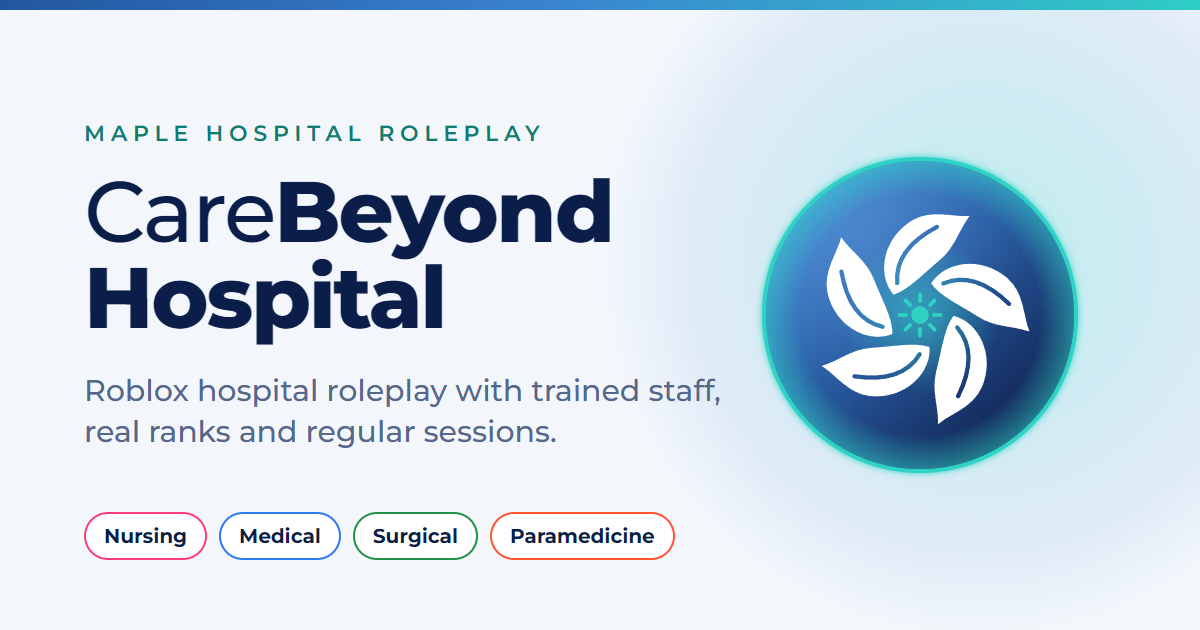 MAPLE HOSPITAL ROLEPLAY
CareBeyond
Hospital
Roblox hospital roleplay with trained staff,
real ranks and regular sessions.
Nursing Medical Surgical Paramedicine